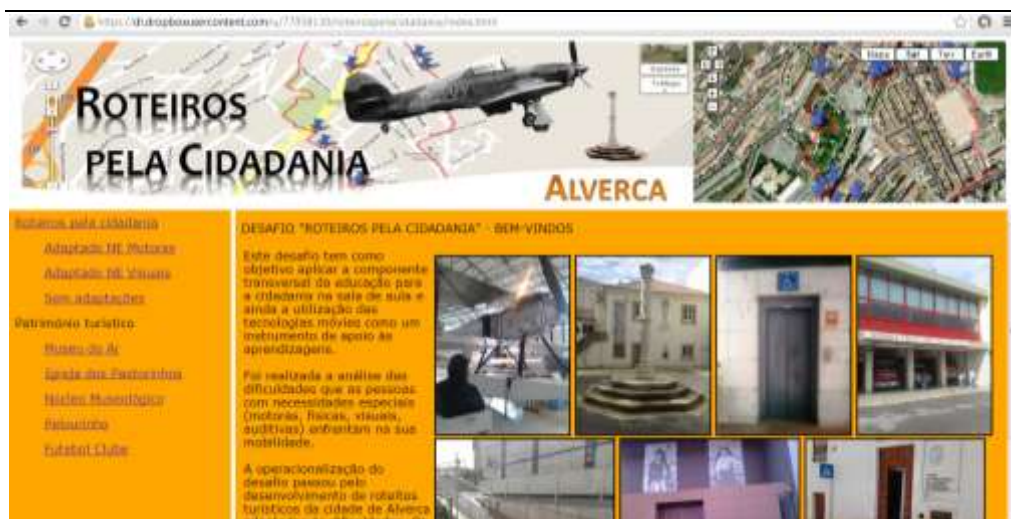 dl.dropboxusercontent.com
ROTEIROS
PELA CIDADANIA
ALVERCA
Mapa Sat Ter Earth
Roteiros pela cidadania
Adaptado NE Motoras
Adaptado NE Visuais
Sem adaptações
Património turístico
Museu do Ar
Igreja dos Pastorinhos
Núcleo Museológico
Pelourinho
Futebol Clube
DESAFIO "ROTEIROS PELA CIDADANIA" - BEM-VINDOS
Este desafio tem como
objetivo aplicar a componente
transversal da educação para
a cidadania na sala de aula e
ainda a utilização das
tecnologias móvies como um
instrumento de apoio às
aprendizagens.
Foi realizada a análise das
dificuldades que as pessoas
com necessidades especiais
(motoras, físicas, visuais,
auditivas) enfrentam na sua
mobilidade.
A operacionalização do
desafio passou pelo
desenvolvimento de
turísticos da cidade de Alverca